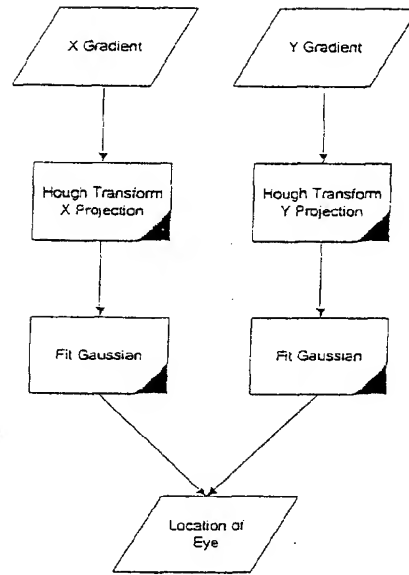 X Gradient
Y Gradient
Hough Transform
X Projection
Hough Transform
Y Projection
Fit Gaussian
Fit Gaussian
Location of
Eye